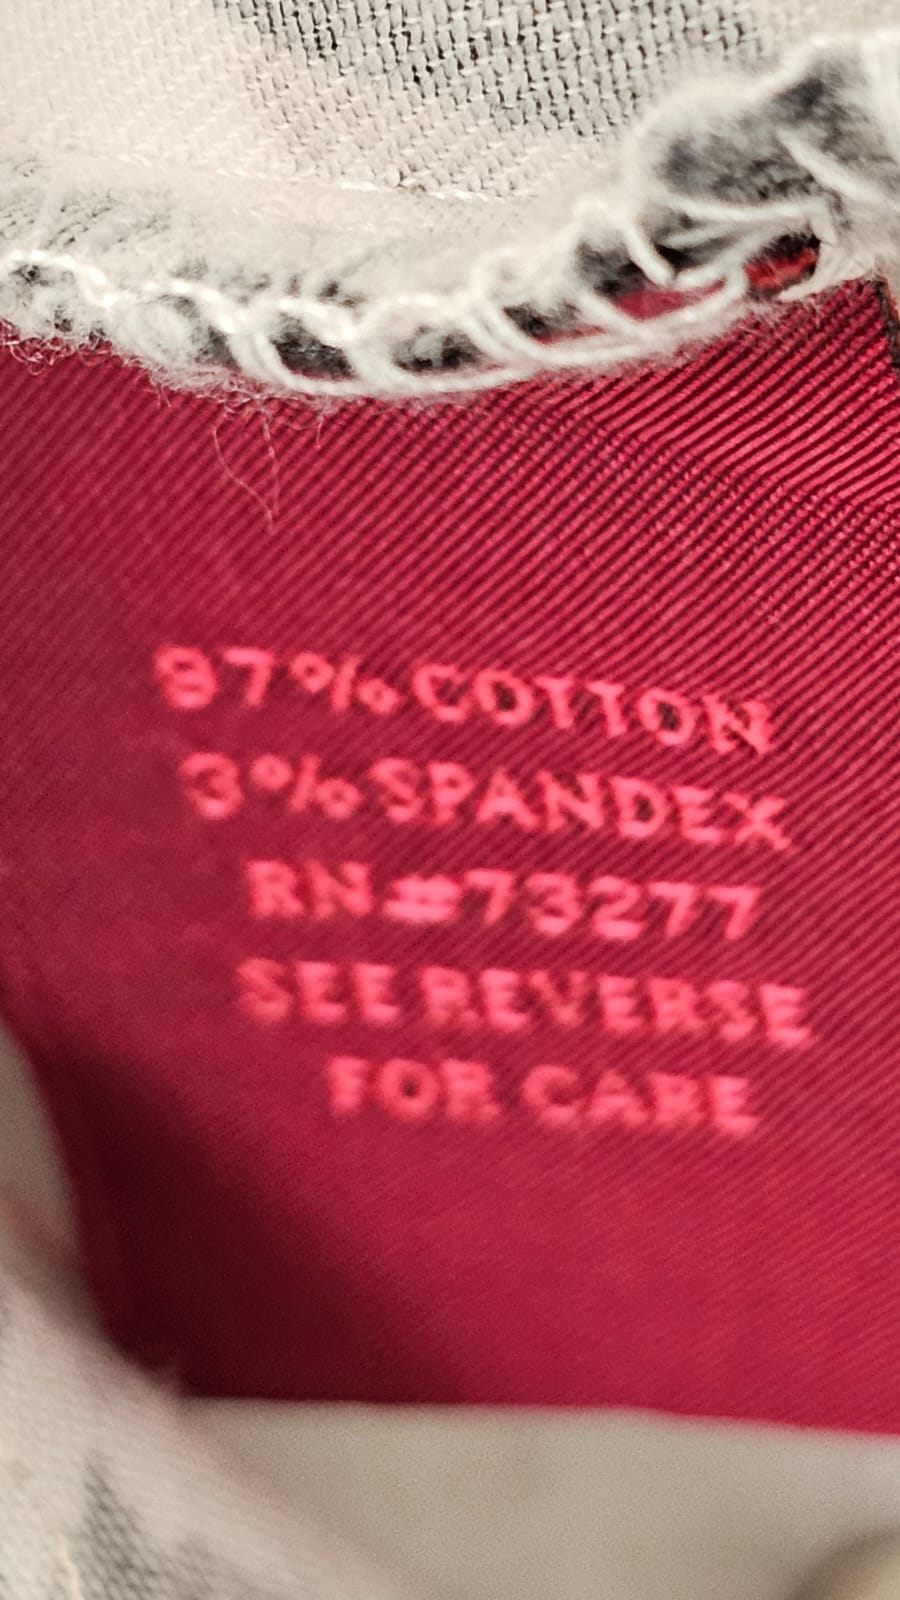 97% COTTON
3% SPANDEX
RN#73277
SEE REVERSE
FOR CARE